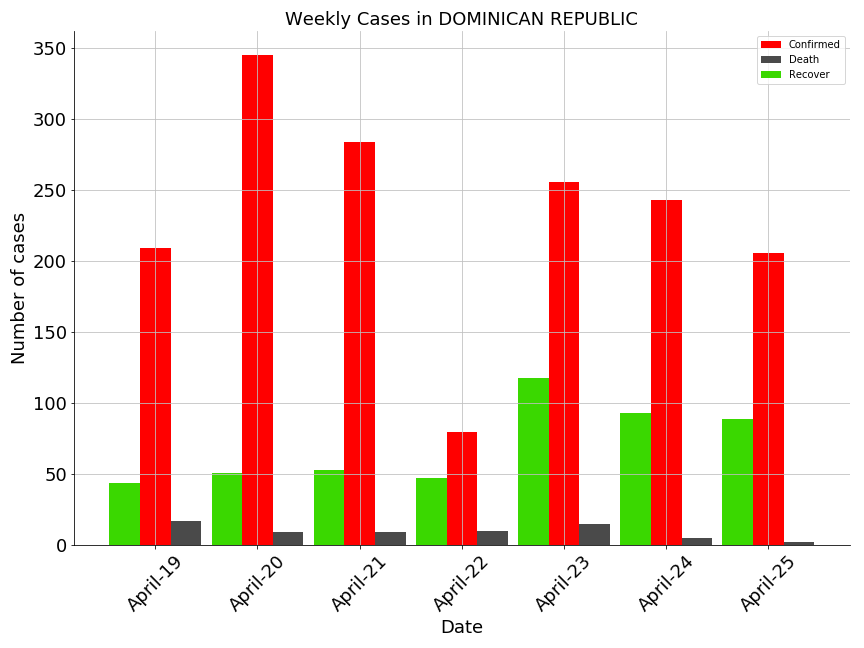 Weekly Cases in DOMINICAN REPUBLIC
Confirmed
Death
Recover
350
300
250
200
150
100
50
0
Number of cases
April-19
April-20
April-21
April-22
April-23
April-24
April-25
Date